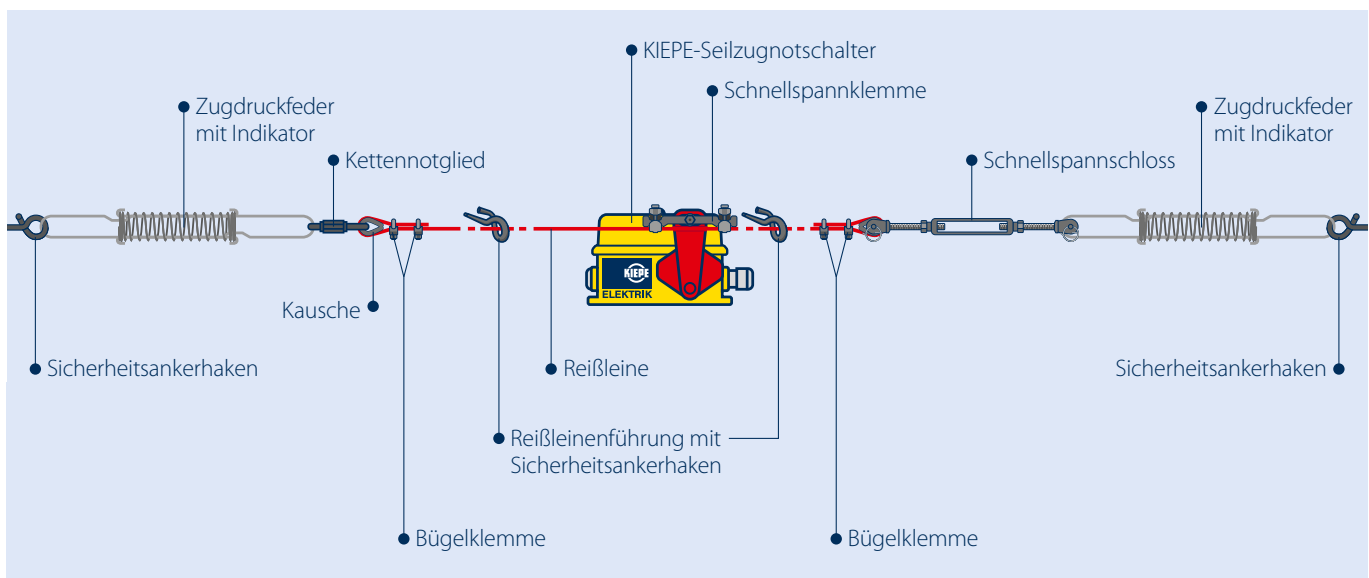 KIEPE-Seilzugnotschalter
Schnellspannklemme
Zugdruckfeder
mit Indikator
Zugdruckfeder
mit Indikator
Kettennotglied
Schnellspannschloss
KIEPE
ELEKTRIK
Kausche
Sicherheitsankerhaken
Reißleine
Sicherheitsankerhaken
Reißleinenführung mit
Sicherheitsankerhaken
Bügelklemme
Bügelklemme